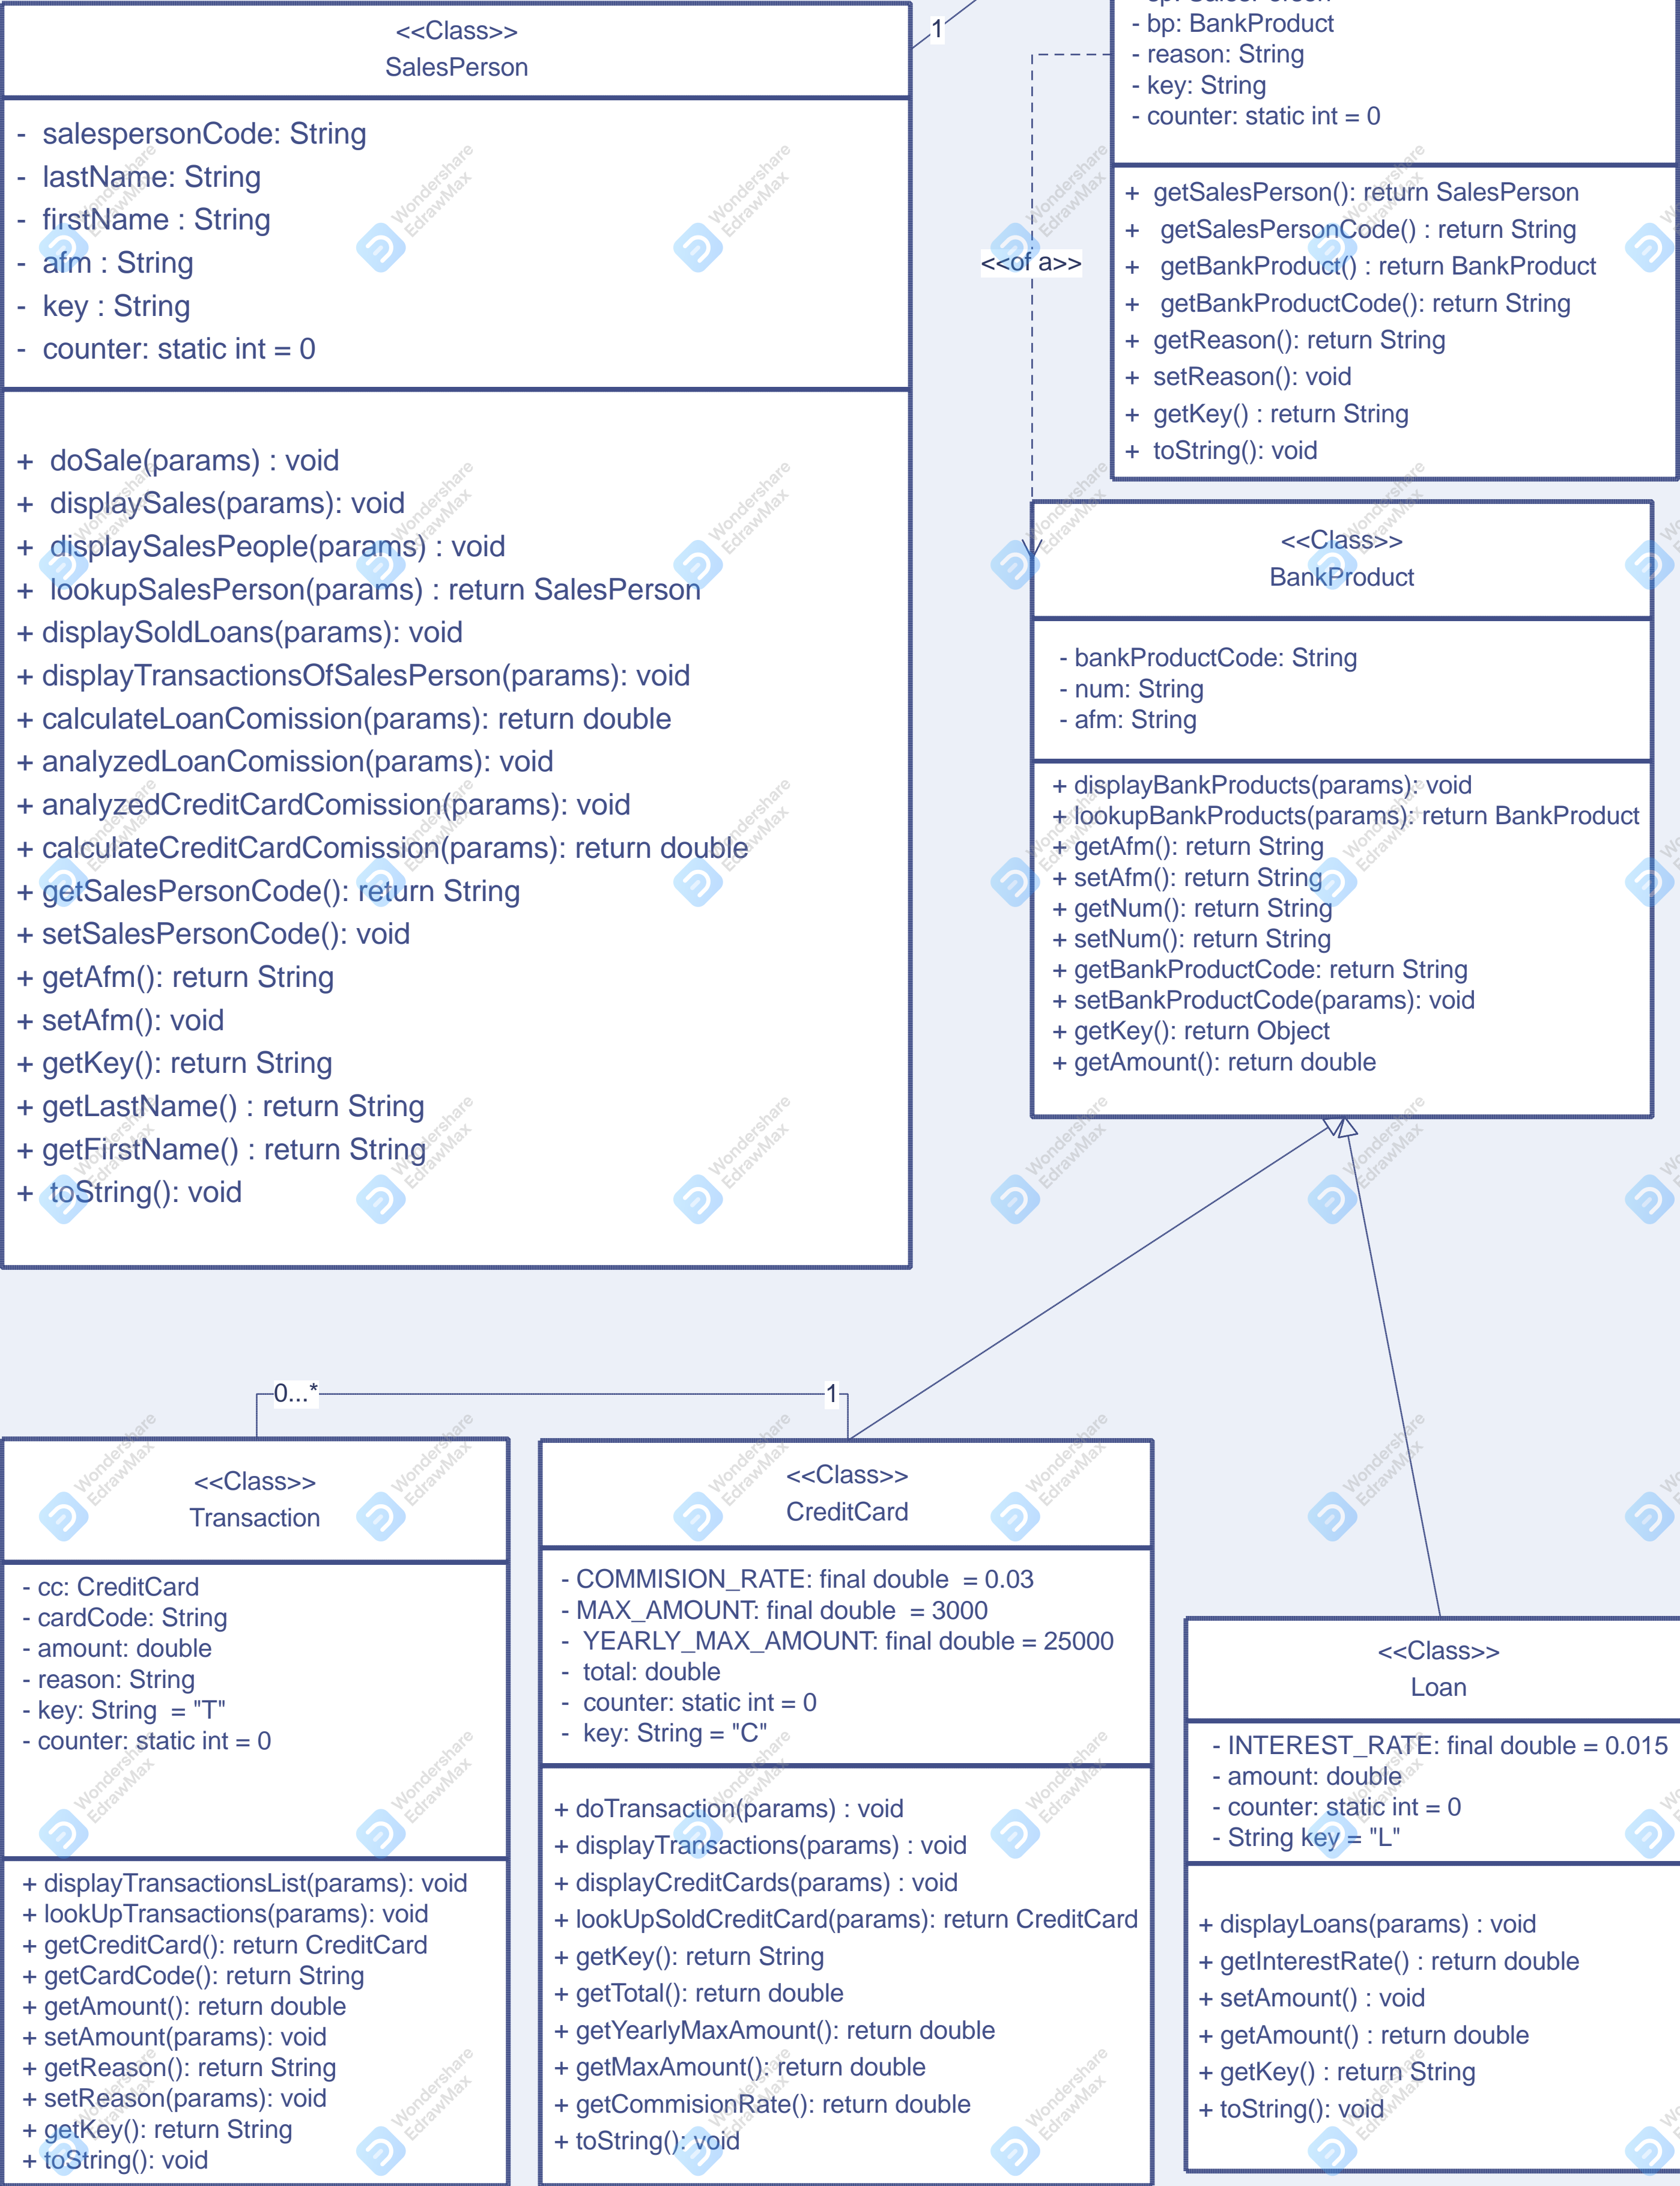 <<Class>>
SalesPerson
- salespersonCode: String
- lastName: String
- firstName : String
- afm : String
- key : String
- counter: static int = 0
+ doSale(params) : void
+ displaySales(params): void
+ displaySalesPeople(params) : void
+ lookupSalesPerson(params) : return SalesPerson
+ displaySoldLoans(params): void
+ displayTransactionsOfSalesPerson(params): void
+ calculateLoanComission(params): return double
+ analyzedLoanComission(params): void
+ analyzedCreditCardComission(params): void
+ calculateCreditCardComission(params): return double
+ getSalesPersonCode(): return String
+ setSalesPersonCode(): void
+ getAfm(): return String
+ setAfm(): void
+ getKey(): return String
+ getLastName() : return String
+ getFirstName() : return String
+ toString(): void
1
- bp: BankProduct
- reason: String
- key: String
- counter: static int = 0
+ getSalesPerson(): return SalesPerson
+ getSalesPersonCode() : return String
+ getBankProduct() : return BankProduct
+ getBankProductCode(): return String
+ getReason(): return String
+ setReason(): void
+ getKey() : return String
+ toString(): void
<<of a>>
<<Class>>
BankProduct
- bankProductCode: String
- num: String
- afm: String
+ displayBankProducts(params): void
+ lookupBankProducts(params): return BankProduct
+ getAfm(): return String
+ setAfm(): return String
+ getNum(): return String
+ setNum(): return String
+ getBankProductCode: return String
+ setBankProductCode(params): void
+ getKey(): return Object
+ getAmount(): return double
0...*
1
<<Class>>
Transaction
- cc: CreditCard
- cardCode: String
- amount: double
- reason: String
- key: String = "T"
- counter: static int = 0
+ displayTransactionsList(params): void
+ lookUpTransactions(params): void
+ getCreditCard(): return CreditCard
+ getCardCode(): return String
+ getAmount(): return double
+ setAmount(params): void
+ getReason(): return String
+ setReason(params): void
+ getKey(): return String
+ toString(): void
<<Class>>
CreditCard
- COMMISION_RATE: final double = 0.03
- MAX_AMOUNT: final double = 3000
- YEARLY_MAX_AMOUNT: final double = 25000
- total: double
- counter: static int = 0
- key: String = "C"
+ doTransaction(params) : void
+ displayTransactions(params) : void
+ displayCreditCards(params) : void
+ lookUpSoldCreditCard(params): return CreditCard
+ getKey(): return String
+ getTotal(): return double
+ getYearlyMaxAmount(): return double
+ getMaxAmount(): return double
+ getCommisionRate(): return double
+ toString(): void
<<Class>>
Loan
- INTEREST_RATE: final double = 0.015
- amount: double
- counter: static int = 0
- String key = "L"
+ displayLoans(params) : void
+ getInterestRate() : return double
+ setAmount() : void
+ getAmount() : return double
+ getKey() : return String
+ toString(): void
Wondershare
EdrawMax